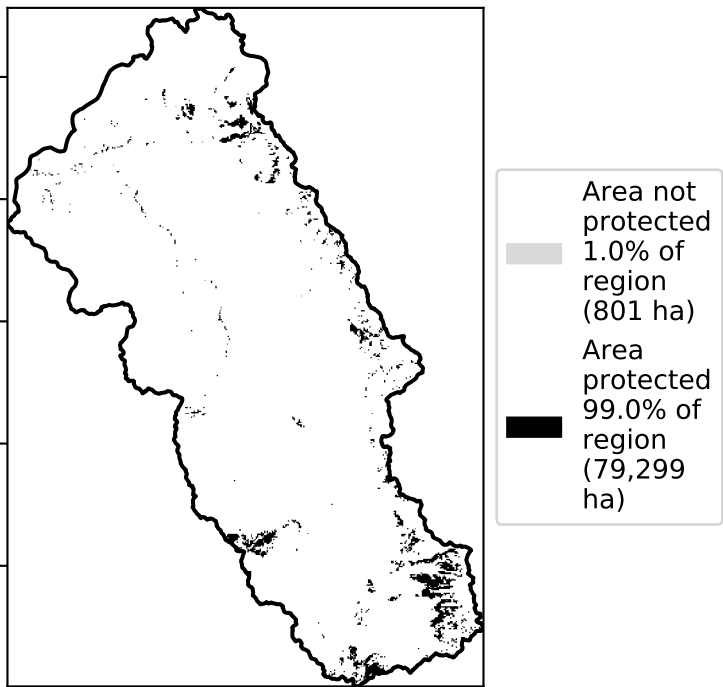 Area not
protected
1.0% of
region
(801 ha)
Area
protected
99.0% of
region
(79,299
ha)